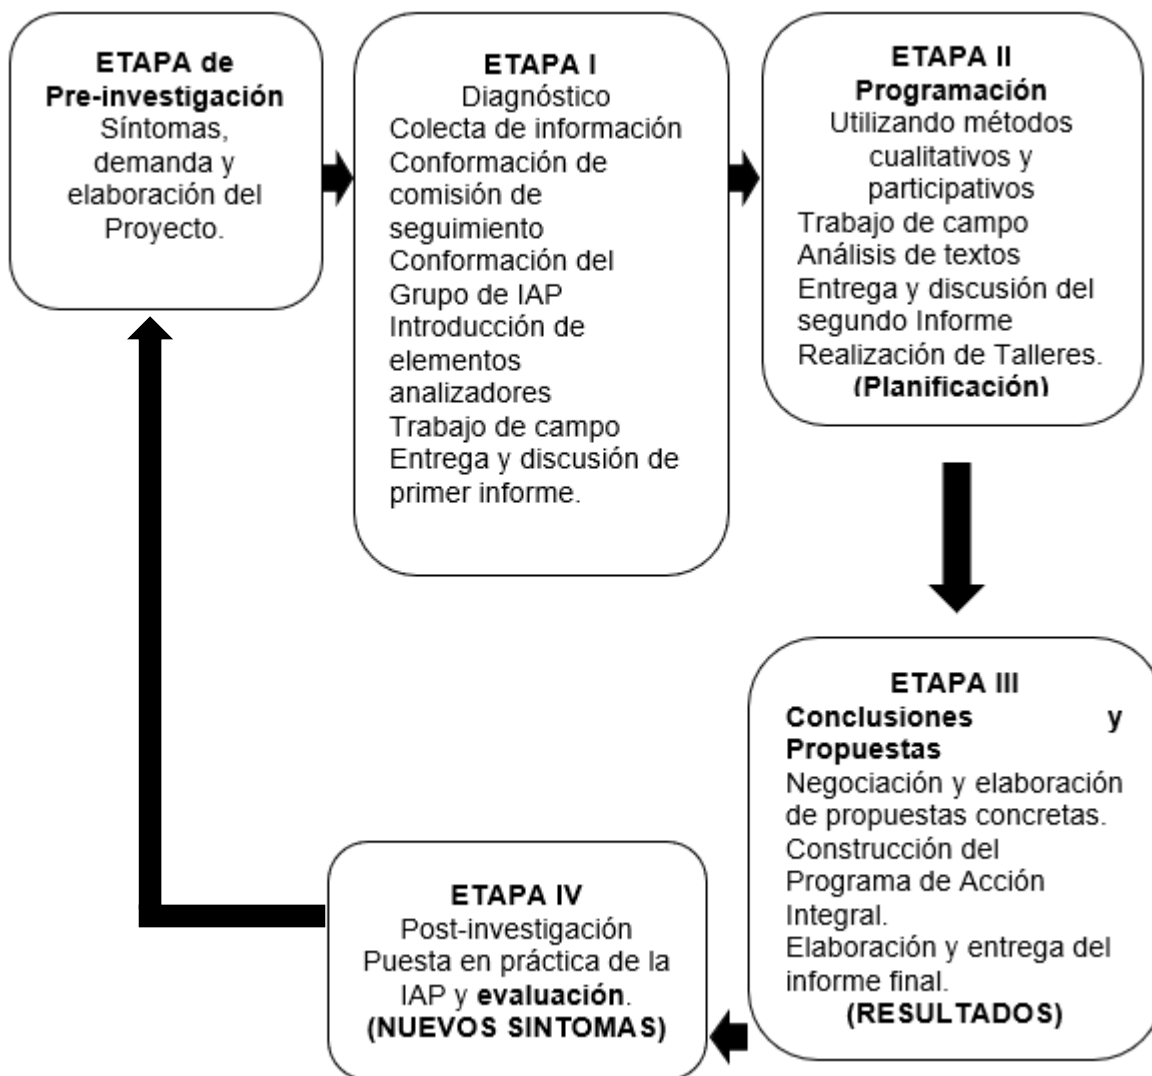 ETAPA de
Pre-investigación
Síntomas,
demanda y
elaboración del
Proyecto.
ETAPA I
Diagnóstico
Colecta de información
Conformación de
comisión de
seguimiento
Conformación del
Grupo de IAP
Introducción de
elementos
analizadores
Trabajo de campo
Entrega y discusión de
primer informe.
ETAPA II
Programación
Utilizando métodos
cualitativos y
participativos
Trabajo de campo
Análisis de textos
Entrega y discusión del
segundo Informe
Realización de Talleres.
(Planificación)
ETAPA III
Conclusiones y
Propuestas
Negociación y elaboración
de propuestas concretas.
Construcción del
Programa de Acción
Integral.
Elaboración y entrega del
informe final.
(RESULTADOS)
ETAPA IV
Post-investigación
Puesta en práctica de la
IAP y evaluación.
(NUEVOS SINTOMAS)